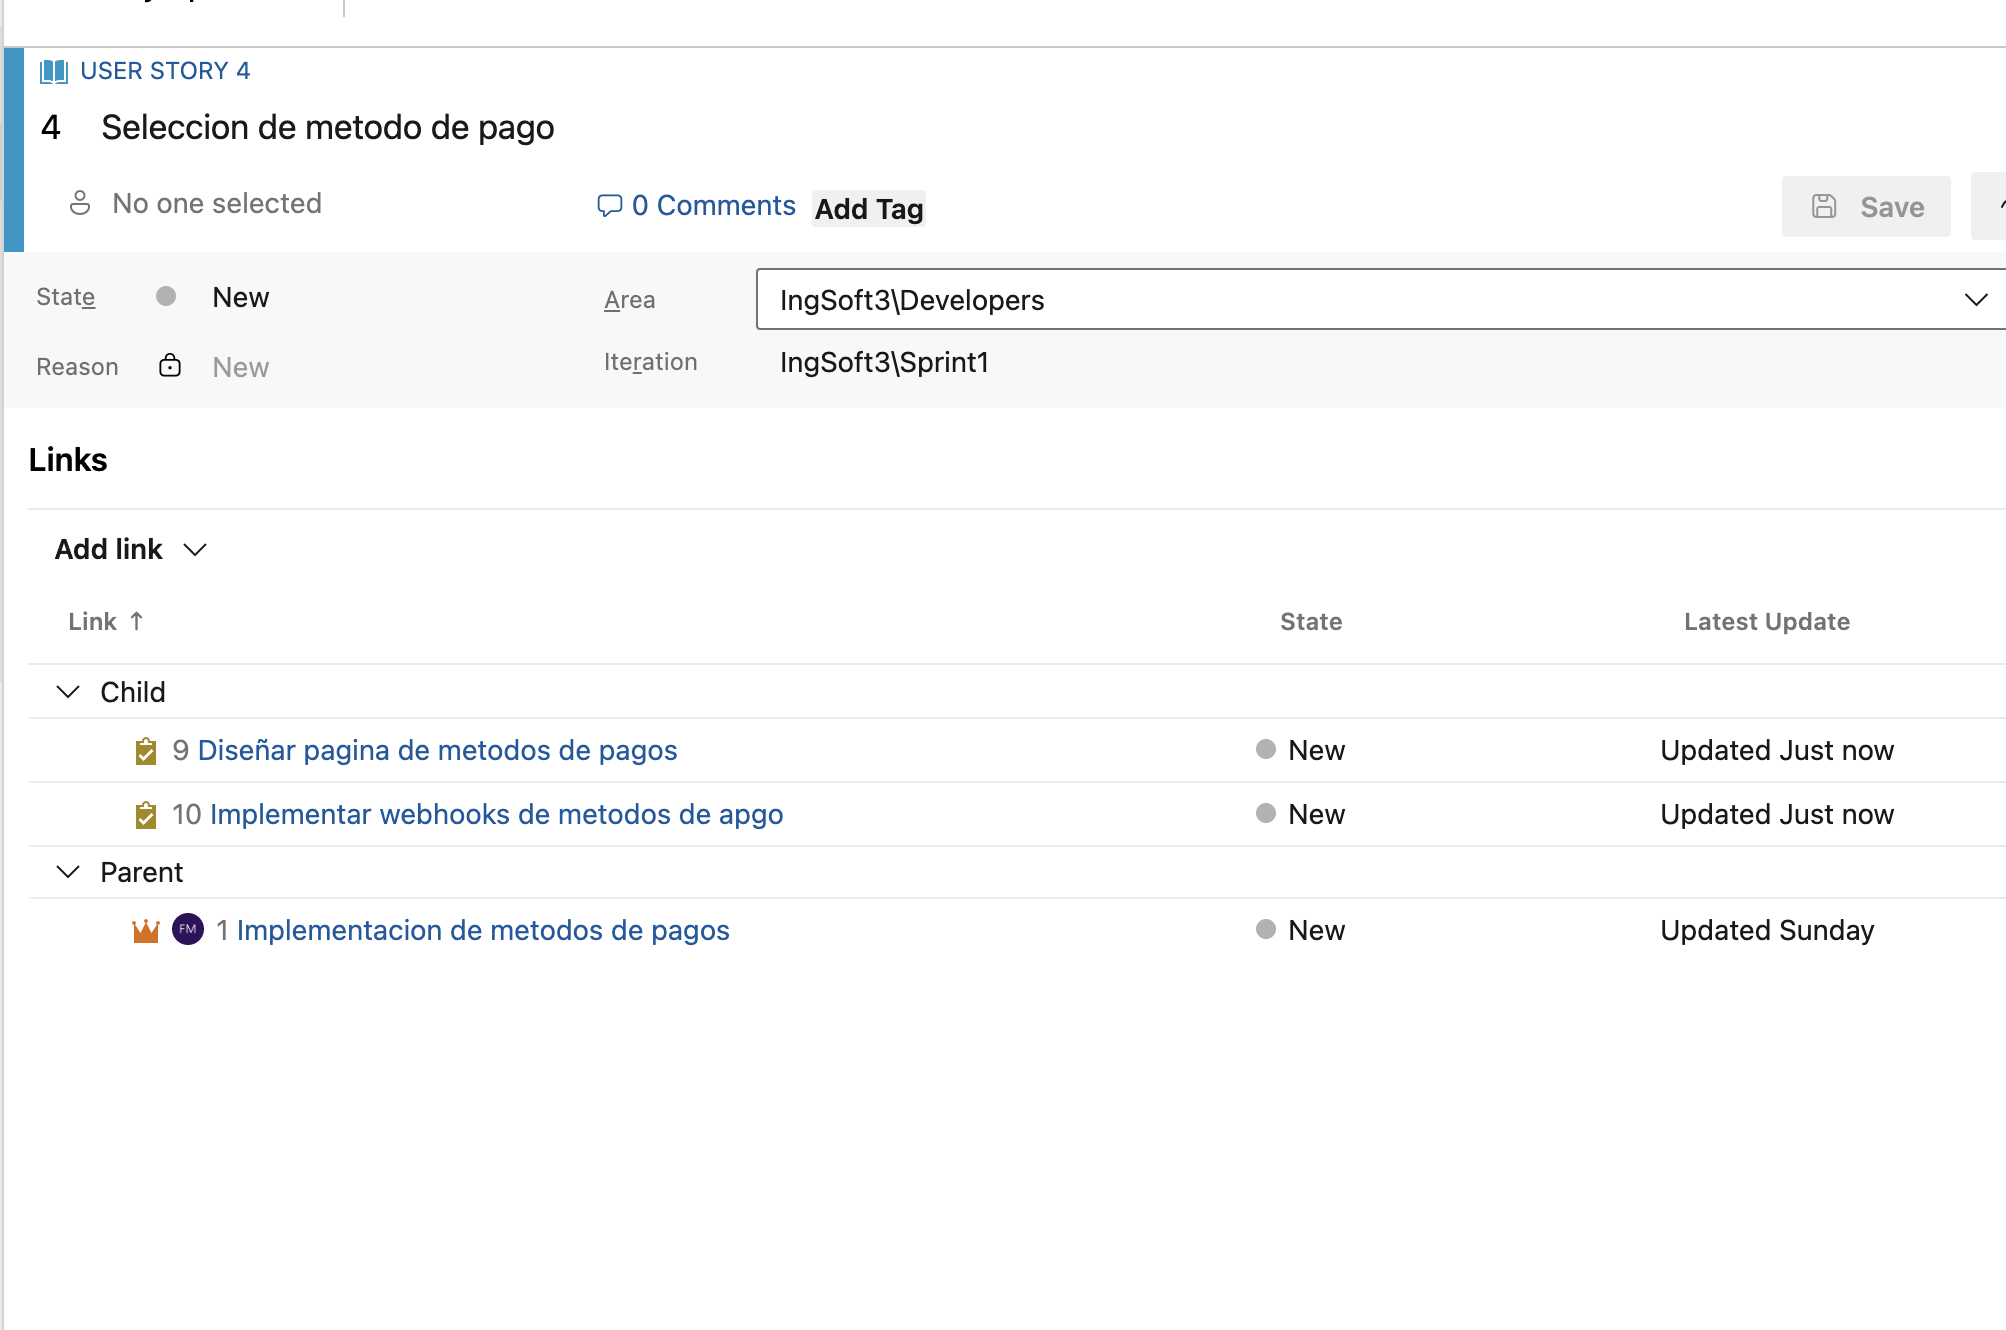 USER STORY 4
4 Seleccion de metodo de pago
No one selected 0 Comments Add Tag Save
State New Area IngSoft3\Developers
Reason New Iteration IngSoft3\Sprint1
Links
Add link
Link ↑ State Latest Update
Child
9 Diseñar pagina de metodos de pagos New Updated Just now
10 Implementar webhooks de metodos de apgo New Updated Just now
Parent
FM 1 Implementacion de metodos de pagos New Updated Sunday